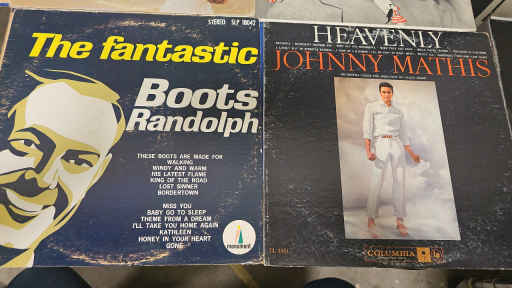 STEREO SLP 18042
The fantastic
Boots
Randolph
THESE BOOTS ARE MADE FOR
WALKING
WINDY AND WARM
HIS LATEST FLAME
KING OF THE ROAD
LOST SINNER
BORDERTOWN
MISS YOU
BABY GO TO SLEEP
THEME FROM A DREAM
I'LL TAKE YOU HOME AGAIN
KATHLEEN
HONEY IN YOUR HEART
GONE
monument
HEAVENLY
JOHNNY MATHIS
COLUMBIA